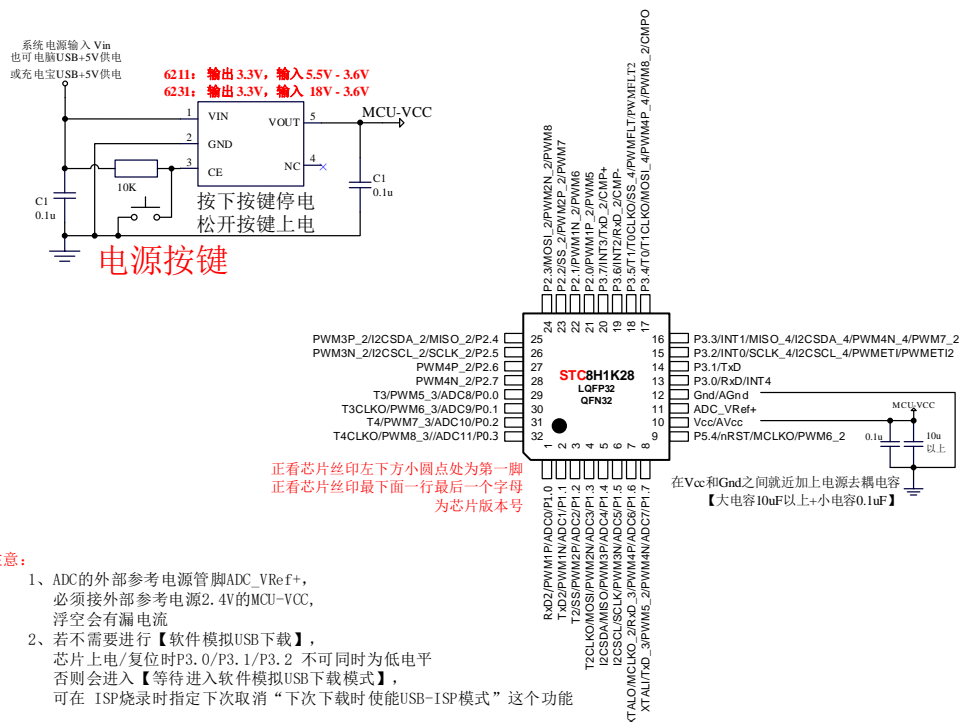 系统电源输入 Vin
也可电脑USB+5V供电
或充电宝USB+5V供电
6211: 输出 3.3V，输入 5.5V - 3.6V
6231: 输出 3.3V，输入 18V - 3.6V
1
VIN
VOUT
5
MCU-VCC
2
GND
3
CE
NC
4
10K
C1
0.1u
C1
0.1u
按下按键停电
松开按键上电
电源按键
P2.3/MOSI_2/PWM2N_2/PWM8
P2.2/SS_2/PWM2P_2/PWM7
P2.1/PWM1N_2/PWM6
P2.0/PWM1P_2/PWM5
P3.7/INT3/TxD_2/CMP+
P3.6/INT2/RxD_2/CMP-
P3.5/T1/T0CLKO/SS_4/PWMFLT/PWMFLT2
P3.4/T0/T1CLKO/MOSI_4/PWM4P_4/PWM8_2/CMPO
24
23
22
21
20
19
18
17
PWM3P_2/I2CSDA_2/MISO_2/P2.4
25
PWM3N_2/I2CSCL_2/SCLK_2/P2.5
26
PWM4P_2/P2.6
27
PWM4N_2/P2.7
28
T3/PWM5_3/ADC8/P0.0
29
T3CLKO/PWM6_3/ADC9/P0.1
30
T4/PWM7_3/ADC10/P0.2
31
T4CLKO/PWM8_3//ADC11/P0.3
32
STC8H1K28
LQFP32
QFN32
16
P3.3/INT1/MISO_4/I2CSDA_4/PWM4N_4/PWM7_2
15
P3.2/INT0/SCLK_4/I2CSCL_4/PWMETI/PWMETI2
14
P3.1/TxD
13
P3.0/RxD/INT4
12
Gnd/AGnd
11
ADC_VRef+
10
Vcc/AVcc
9
P5.4/nRST/MCLKO/PWM6_2
1
2
3
4
5
6
7
8
RxD2/PWM1P/ADC0/P1.0
TxD2/PWM1N/ADC1/P1.1
T2/SS/PWM2P/ADC2/P1.2
T2CLKO/MOSI/PWM2N/ADC3/P1.3
I2CSDA/MISO/PWM3P/ADC4/P1.4
I2CSCL/SCLK/PWM3N/ADC5/P1.5
XTALO/MCLKO_2/RxD_3/PWM4P/ADC6/P1.6
XTALI/TxD_3/PWM5_2/PWM4N/ADC7/P1.7
MCU-VCC
0.1u
10u
以上
在Vcc和Gnd之间就近加上电源去耦电容
【大电容10uF以上+小电容0.1uF】
正看芯片丝印左下方小圆点处为第一脚
正看芯片丝印最下面一行最后一个字母
为芯片版本号
意：
1、ADC的外部参考电源管脚ADC_VRef+，
必须接外部参考电源2.4V的MCU-VCC,
浮空会有漏电流
2、若不需要进行【软件模拟USB下载】，
芯片上电/复位时P3.0/P3.1/P3.2 不可同时为低电平
否则会进入【等待进入软件模拟USB下载模式】，
可在 ISP烧录时指定下次取消“下次下载时使能USB-ISP模式”这个功能